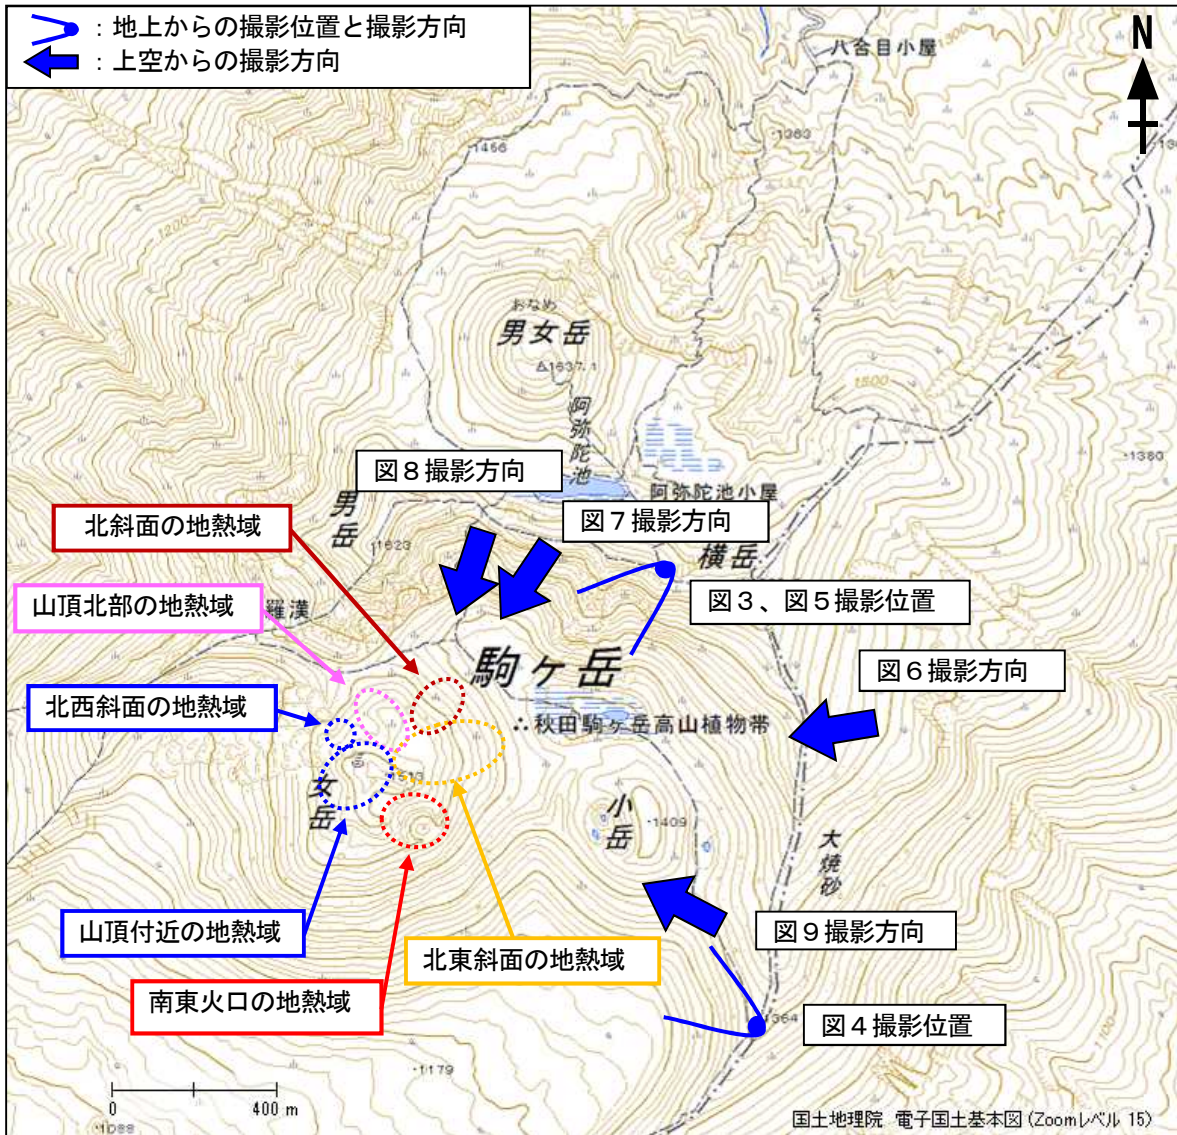 ：地上からの撮影位置と撮影方向
：上空からの撮影方向
N
八合目小屋
1300
・1383
・1456
1200
おなめ
男女岳
△1637.1
1500
阿弥陀池
・1380
図８撮影方向
阿弥陀池小屋
男岳
図７撮影方向
北斜面の地熱域
・1623
横岳
山頂北部の地熱域
羅漢
図３、図５撮影位置
駒ヶ岳
図６撮影方向
北西斜面の地熱域
∴秋田駒ヶ岳高山植物帯
1513
女岳
小岳
・1409
大焼砂
山頂付近の地熱域
図９撮影方向
北東斜面の地熱域
南東火口の地熱域
1364
図４撮影位置
1100
・1179
0
400 m
・1088
国土地理院 電子国土基本図（Zoomレベル 15）